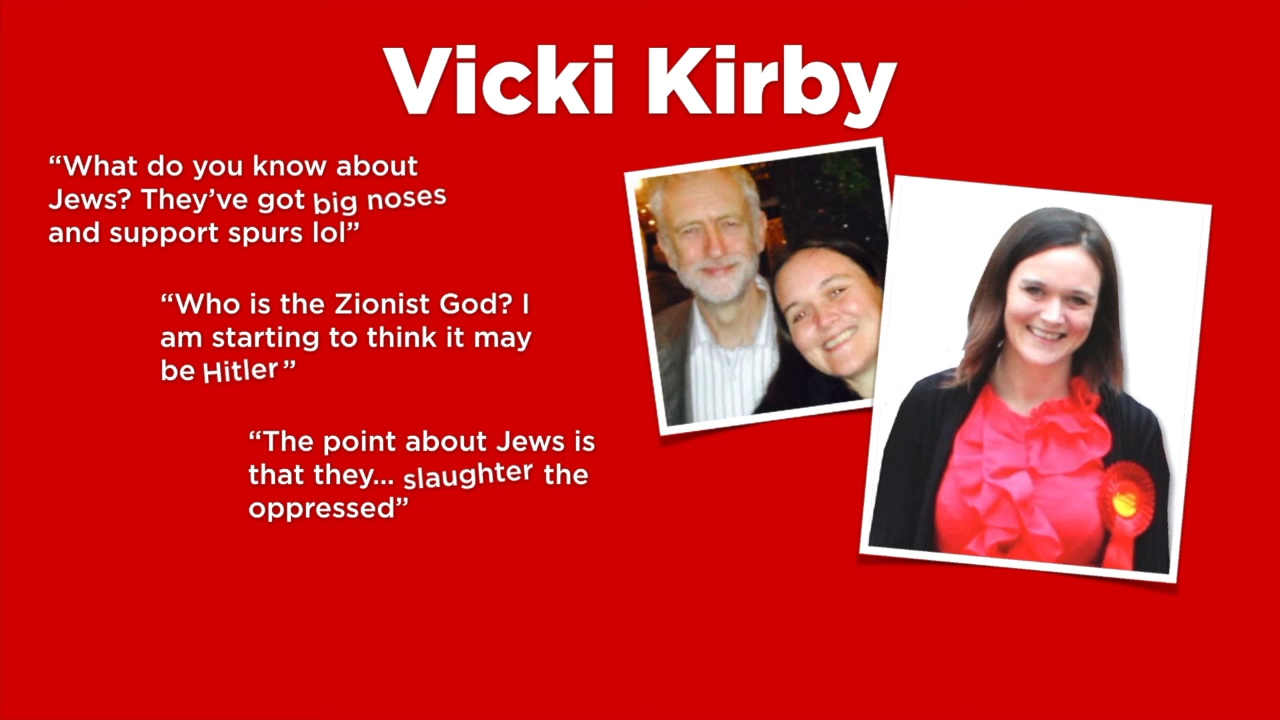 Vicki Kirby
“What do you know about
Jews? They’ve got big noses
and support spurs lol”
“Who is the Zionist God? I
am starting to think it may
be Hitler”
“The point about Jews is
that they... slaughter the
oppressed”